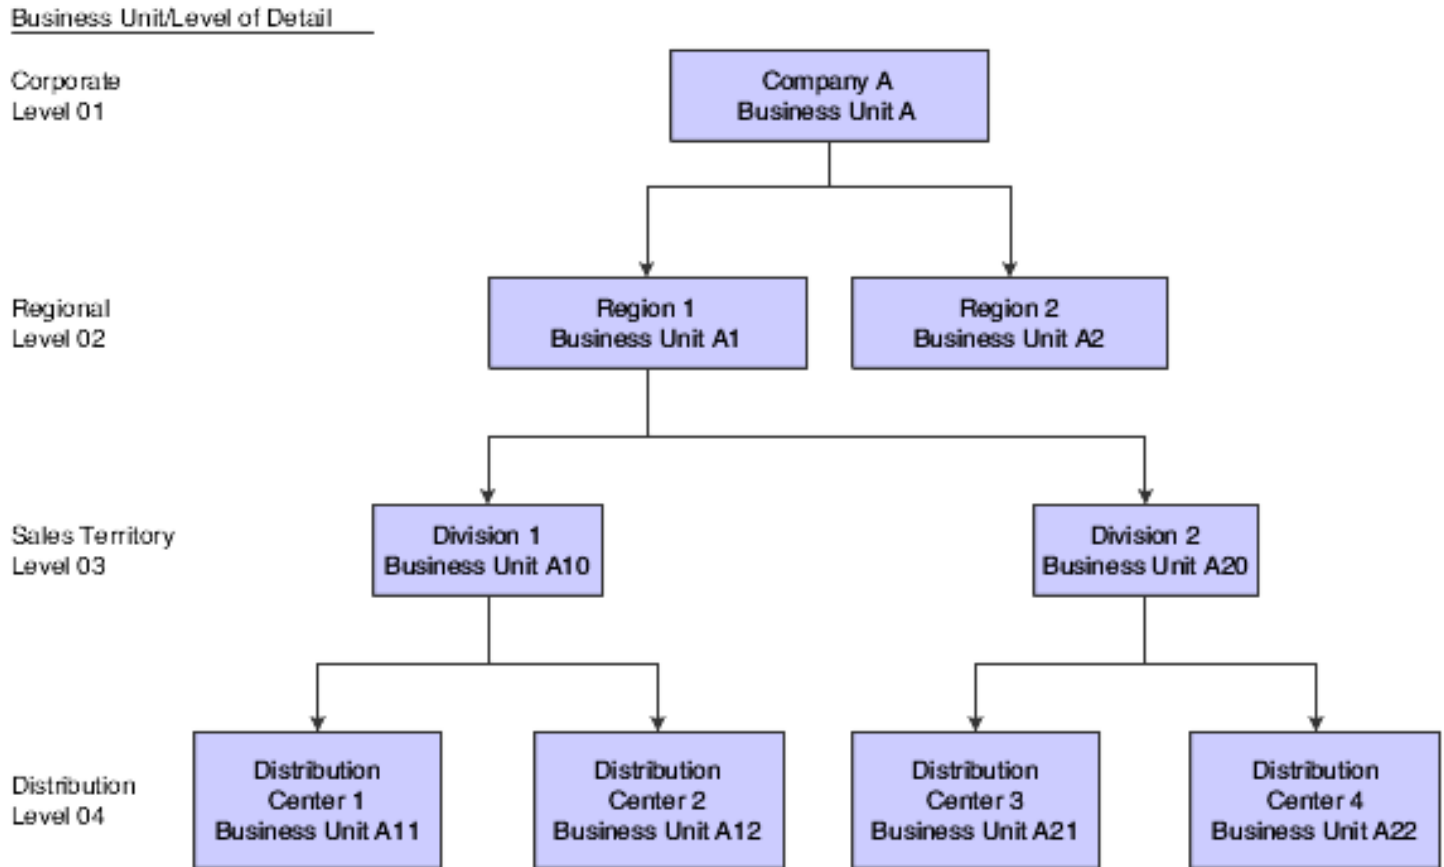 Business Unit/Level of Detail
Corporate
Level 01
Company A
Business Unit A
Regional
Level 02
Region 1
Business Unit A1
Region 2
Business Unit A2
Sales Territory
Level 03
Division 1
Business Unit A10
Division 2
Business Unit A20
Distribution
Level 04
Distribution
Center 1
Business Unit A11
Distribution
Center 2
Business Unit A12
Distribution
Center 3
Business Unit A21
Distribution
Center 4
Business Unit A22